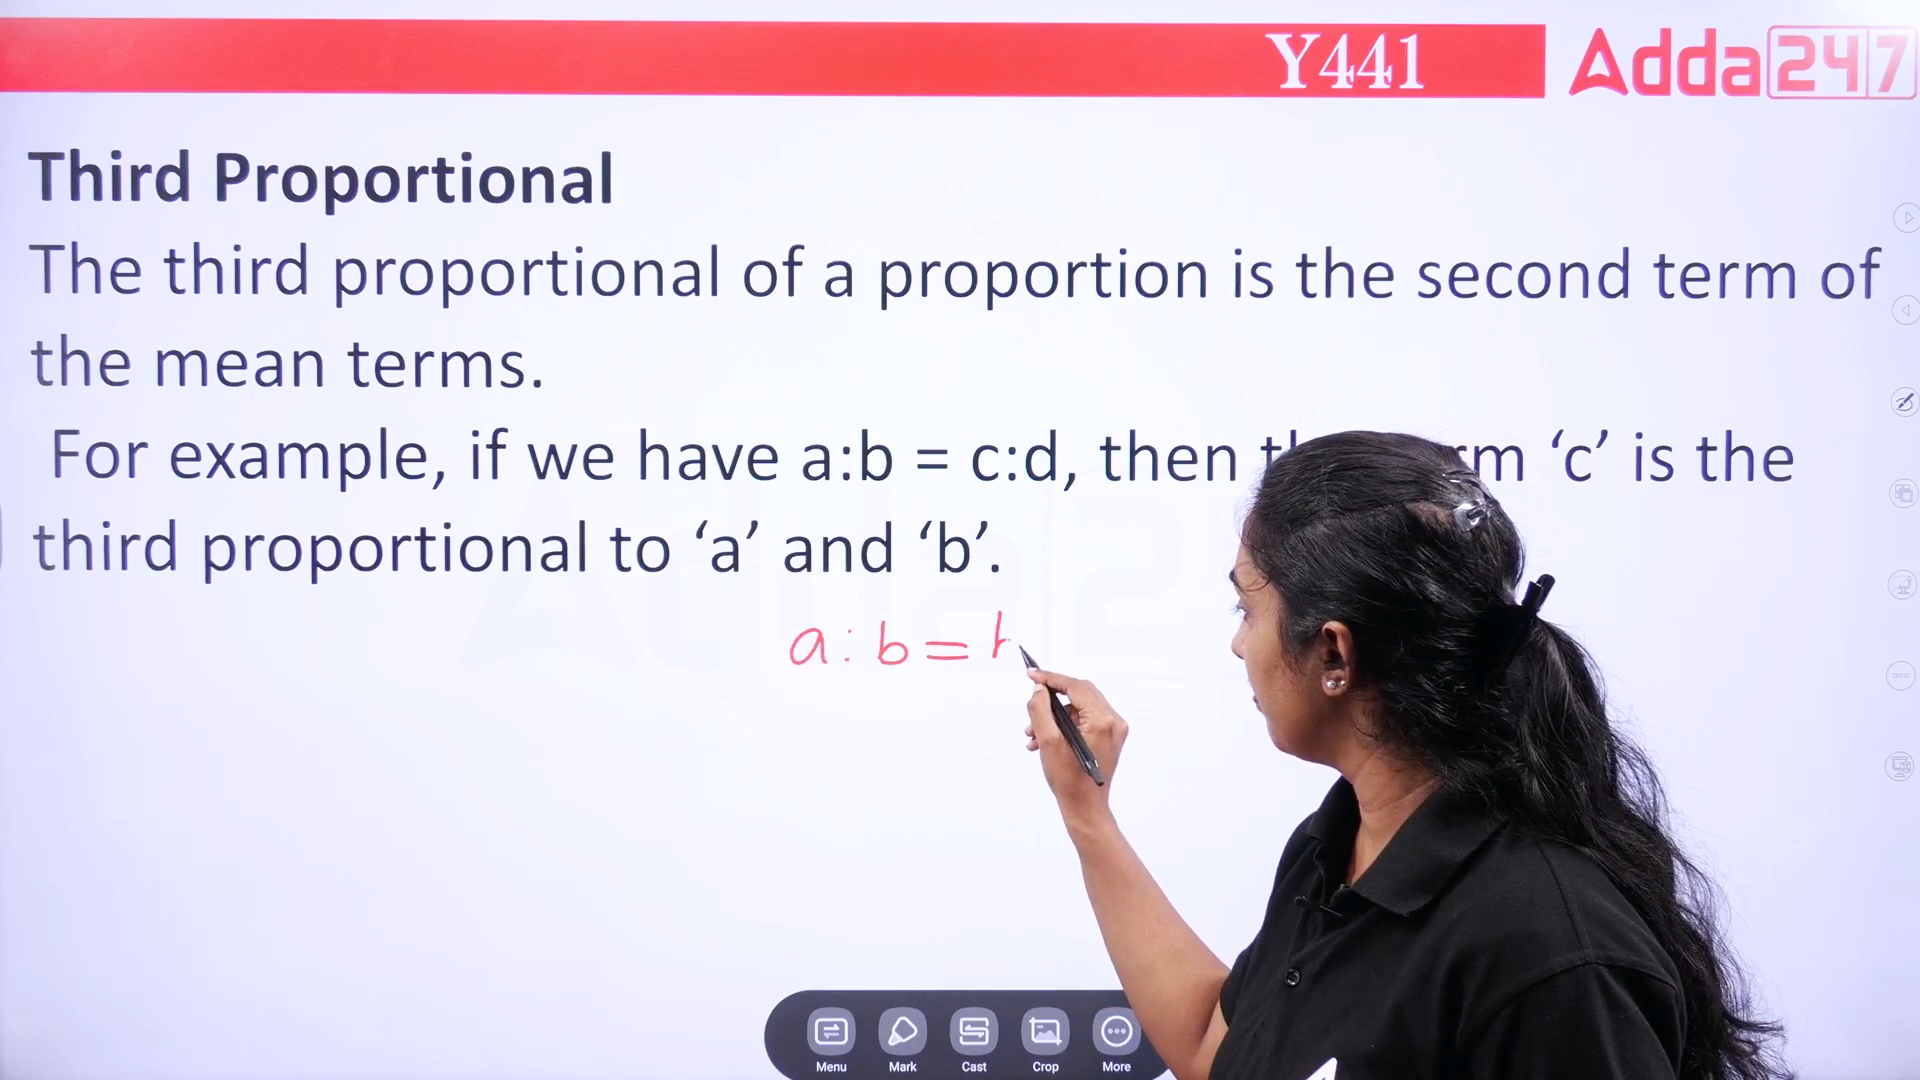 Y441
Adda247
Third Proportional
The third proportional of a proportion is the second term of
the mean terms.
For example, if we have a:b = c:d, then ‘c’ is the
third proportional to ‘a’ and ‘b’.
a : b =
Menu Mark Cast Crop More